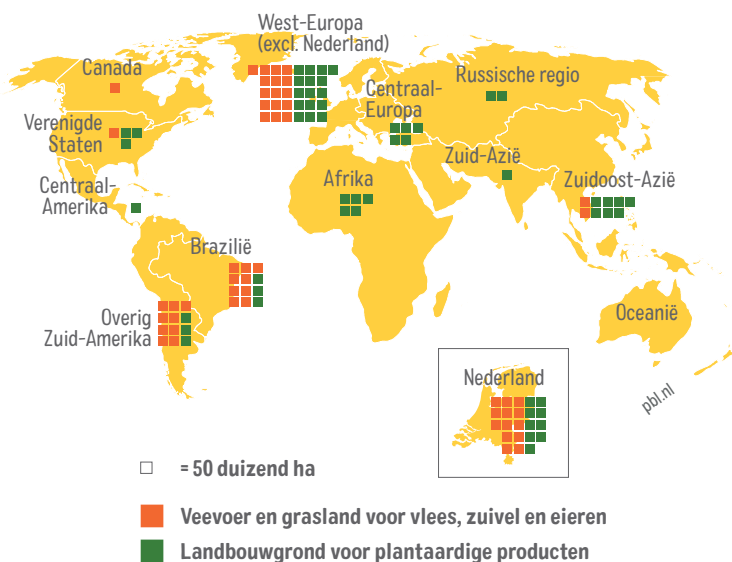 West-Europa
(excl. Nederland)
Canada
Russische regio
Centraal-
Europa
Verenigde
Staten
Zuid-Azië
Zuidoost-Azië
Centraal-
Amerika
Afrika
Brazilië
Overig
Zuid-Amerika
Oceanië
Nederland
pbl.nl
= 50 duizend ha
Veevoer en grasland voor vlees, zuivel en eieren
Landbouwgrond voor plantaardige producten